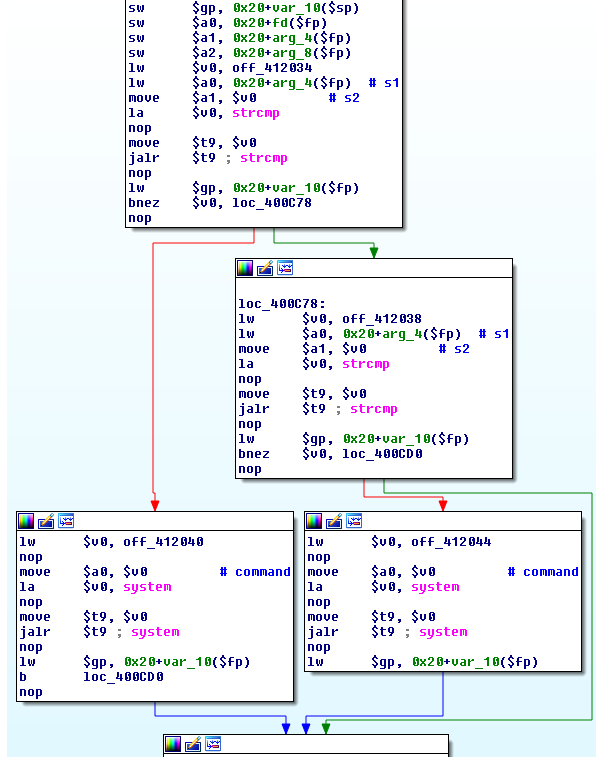 sw $gp, 0x20+var_10($sp)
sw $a0, 0x20+fd($fp)
sw $a1, 0x20+arg_4($fp)
sw $a2, 0x20+arg_8($fp)
lw $v0, off_412034
lw $a0, 0x20+arg_4($fp) # s1
move $a1, $v0 # s2
la $v0, strcmp
nop
move $t9, $v0
jalr $t9 ; strcmp
nop
lw $gp, 0x20+var_10($fp)
bnez $v0, loc_400C78
nop
loc_400C78:
lw $v0, off_412038
lw $a0, 0x20+arg_4($fp) # s1
move $a1, $v0 # s2
la $v0, strcmp
nop
move $t9, $v0
jalr $t9 ; strcmp
nop
lw $gp, 0x20+var_10($fp)
bnez $v0, loc_400CD0
nop
lw $v0, off_412040
nop
move $a0, $v0 # command
la $v0, system
nop
move $t9, $v0
jalr $t9 ; system
nop
lw $gp, 0x20+var_10($fp)
b loc_400CD0
nop
lw $v0, off_412044
nop
move $a0, $v0 # command
la $v0, system
nop
move $t9, $v0
jalr $t9 ; system
nop
lw $gp, 0x20+var_10($fp)